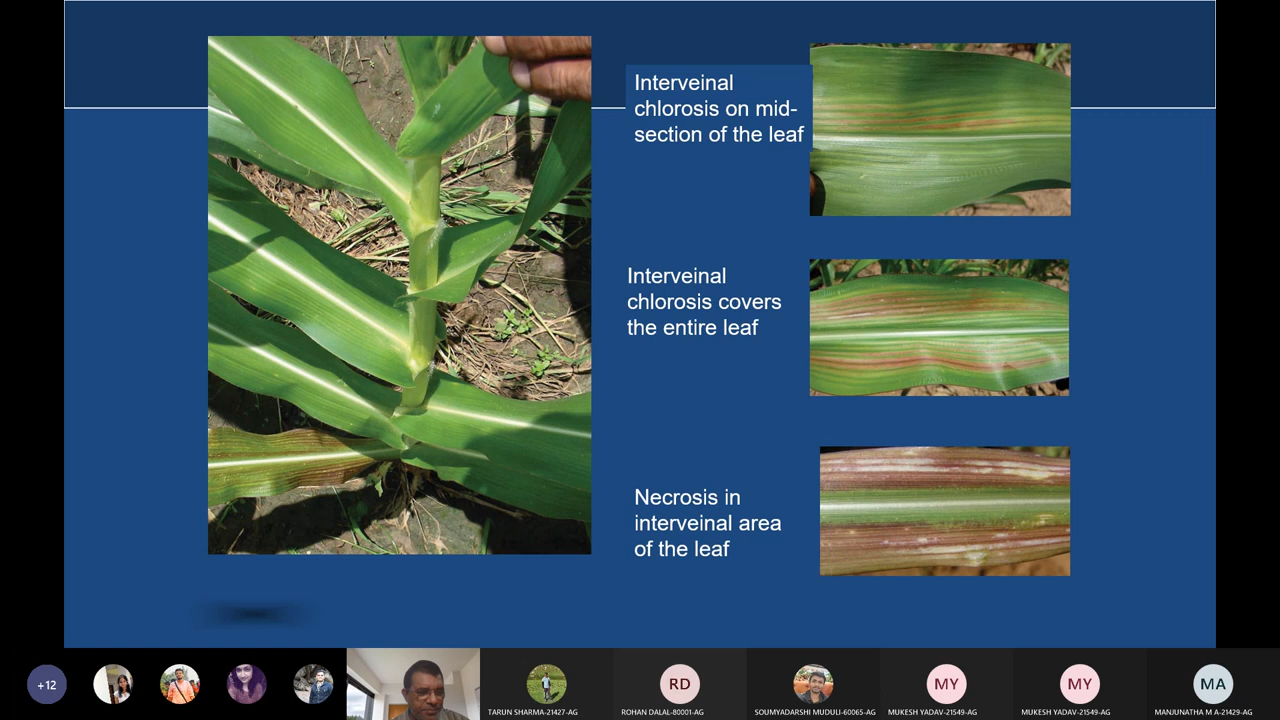 Interveinal
chlorosis on mid-
section of the leaf
Interveinal
chlorosis covers
the entire leaf
Necrosis in
interveinal area
of the leaf
+12
TARUN SHARMA-21427-AG
RD
ROHAN DALAL-80001-AG
SOUMYADARSHI MUDULI-60065-AG
MY
MUKESH YADAV-21549-AG
MY
MUKESH YADAV-21549-AG
MA
MANJUNATHA M A-21429-AG